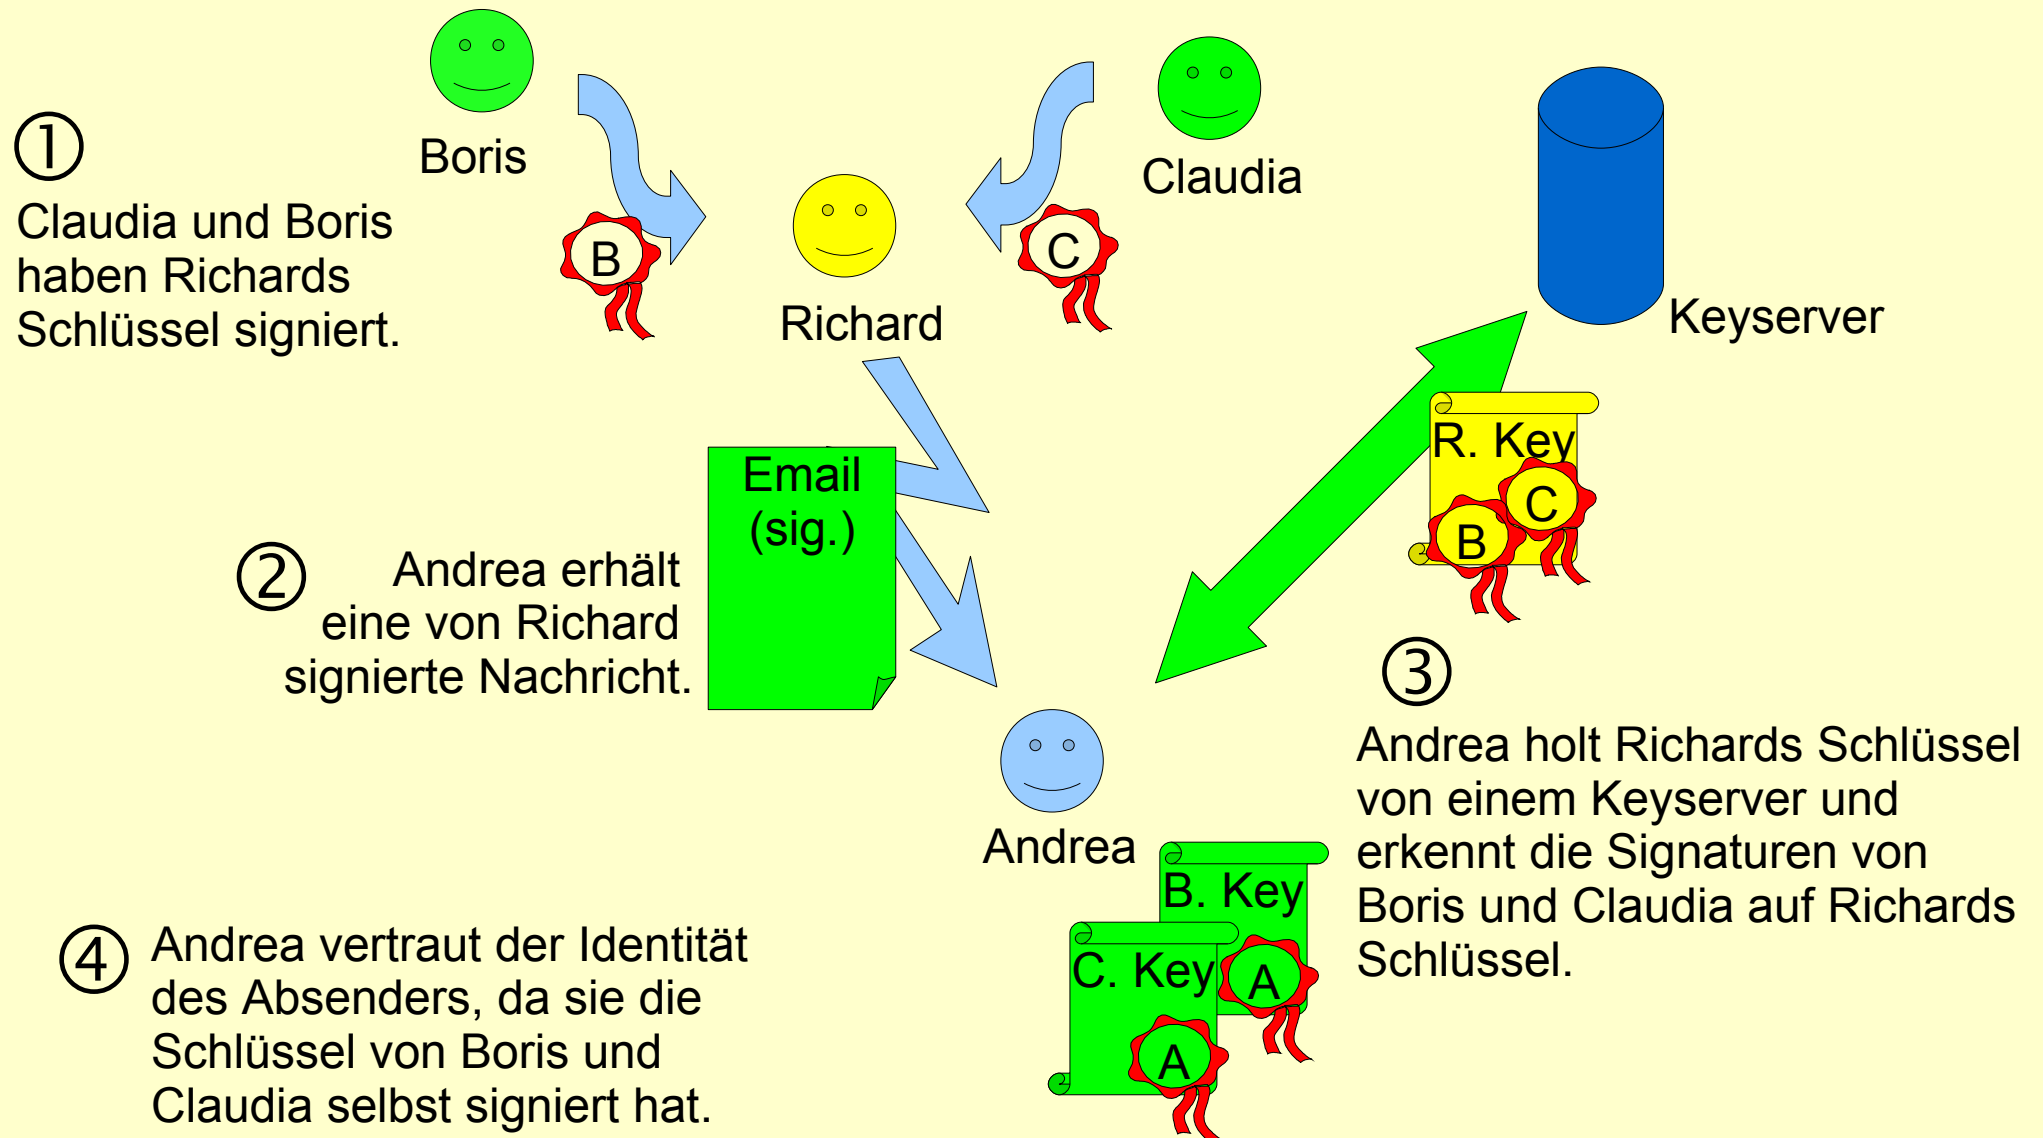 Boris
Claudia
①
Claudia und Boris
haben Richards
Schlüssel signiert.
B
C
Richard
Keyserver
R. Key
C
B
Email
(sig.)
②
Andrea erhält
eine von Richard
signierte Nachricht.
③
Andrea holt Richards Schlüssel
von einem Keyserver und
erkennt die Signaturen von
Boris und Claudia auf Richards
Schlüssel.
Andrea
B. Key
A
C. Key
A
④
Andrea vertraut der Identität
des Absenders, da sie die
Schlüssel von Boris und
Claudia selbst signiert hat.